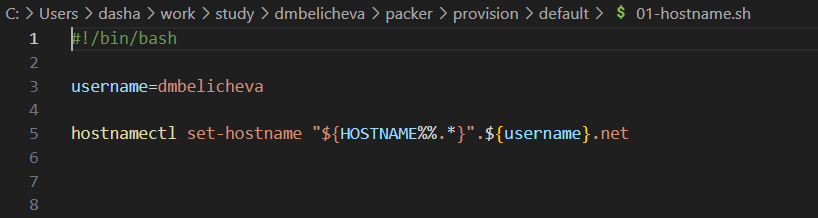 C: > Users > dasha > work > study > dmbelicheva > packer > provision > default > $ 01-hostname.sh
1 #!/bin/bash
2
3 username=dmbelicheva
4
5 hostnamectl set-hostname "${HOSTNAME%%.*}".${username}.net
6
7
8